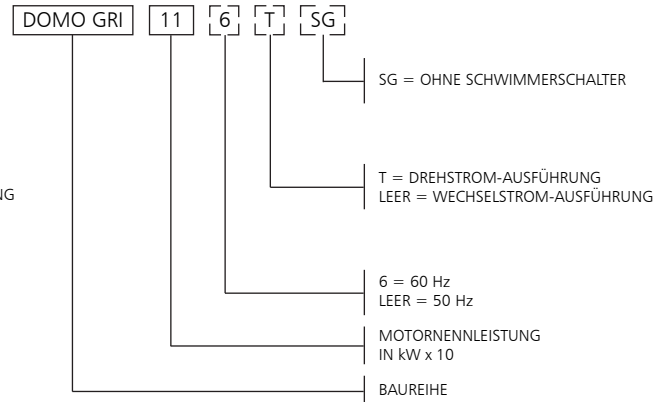 DOMO GRI 11 6 T SG
SG = OHNE SCHWIMMERSCHALTER
T = DREHSTROM-AUSFÜHRUNG
NG
LEER = WECHSELSTROM-AUSFÜHRUNG
6 = 60 Hz
LEER = 50 Hz
MOTORNENNLEISTUNG
IN kW x 10
BAUREIHE